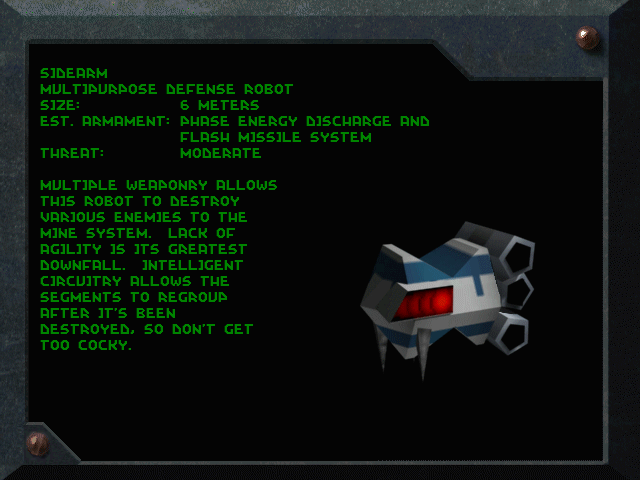 SIDEARM
MULTIPURPOSE DEFENSE ROBOT
SIZE: 6 METERS
EST. ARMAMENT: PHASE ENERGY DISCHARGE AND
FLASH MISSILE SYSTEM
THREAT: MODERATE
MULTIPLE WEAPONRY ALLOWS
THIS ROBOT TO DESTROY
VARIOUS ENEMIES TO THE
MINE SYSTEM. LACK OF
AGILITY IS ITS GREATEST
DOWNFALL. INTELLIGENT
CIRCUITRY ALLOWS THE
SEGMENTS TO REGROUP
AFTER IT'S BEEN
DESTROYED, SO DON'T GET
TOO COCKY.